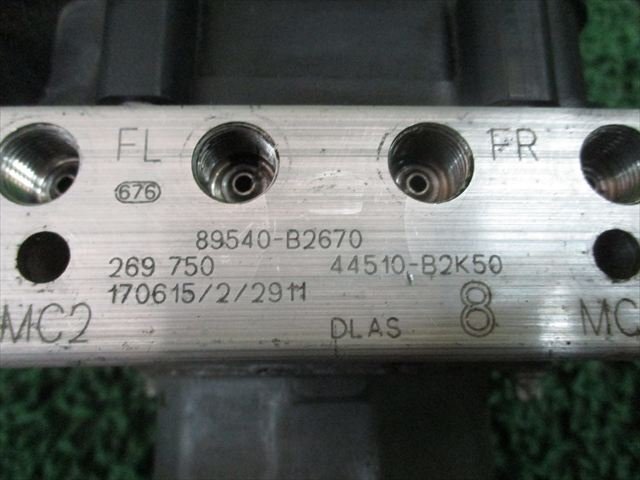 FL FR
676
89540-B2670
269 750 44510-B2K50
170615/2/2911 8
MC2 DLAS MC